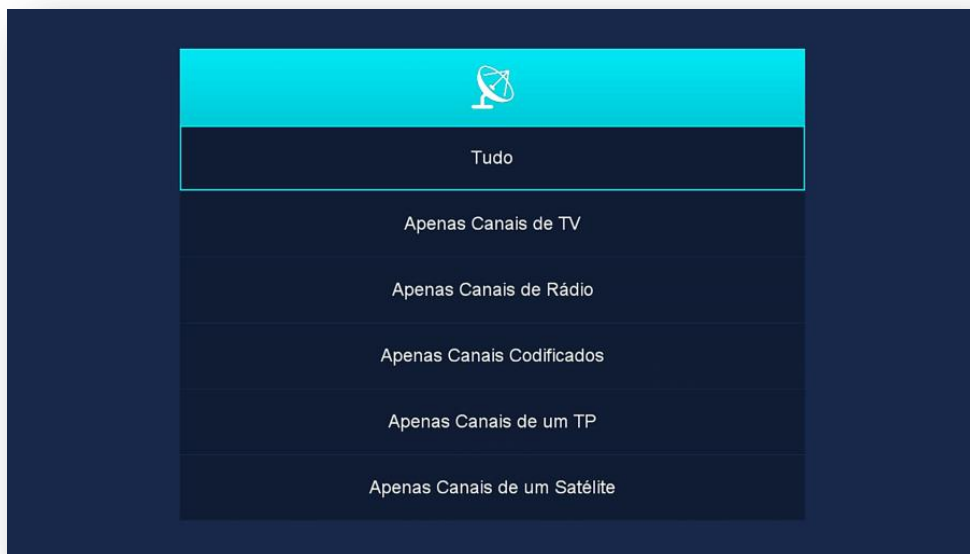 Tudo
Apenas Canais de TV
Apenas Canais de Rádio
Apenas Canais Codificados
Apenas Canais de um TP
Apenas Canais de um Satélite